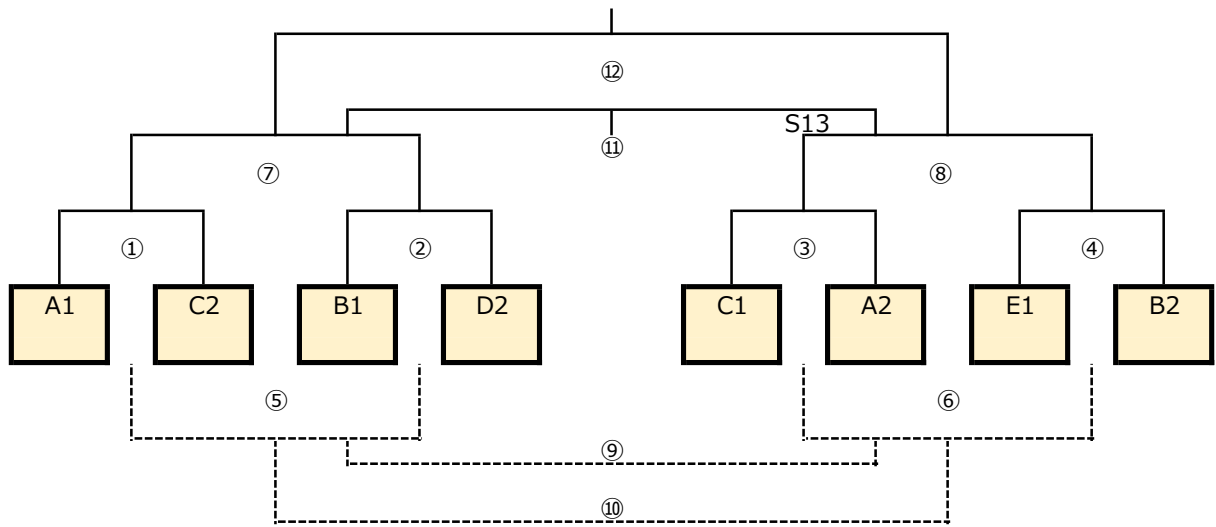 ⑫
S13
⑪
⑦
⑧
①
②
③
④
A1
C2
B1
D2
C1
A2
E1
B2
⑤
⑥
⑨
⑩